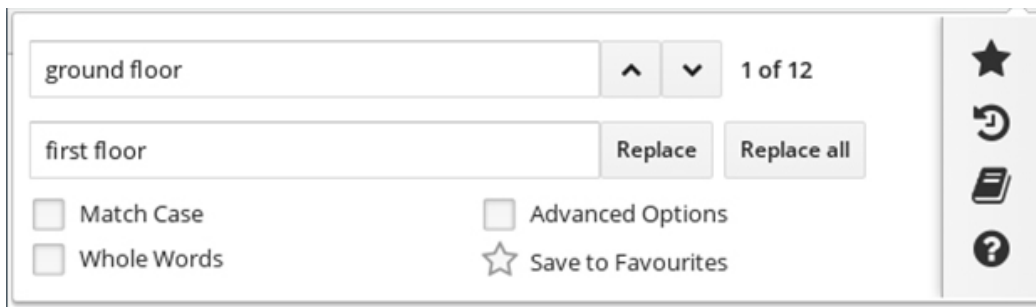 ground floor
1 of 12
first floor
Replace
Replace all
Match Case
Advanced Options
Whole Words
Save to Favourites